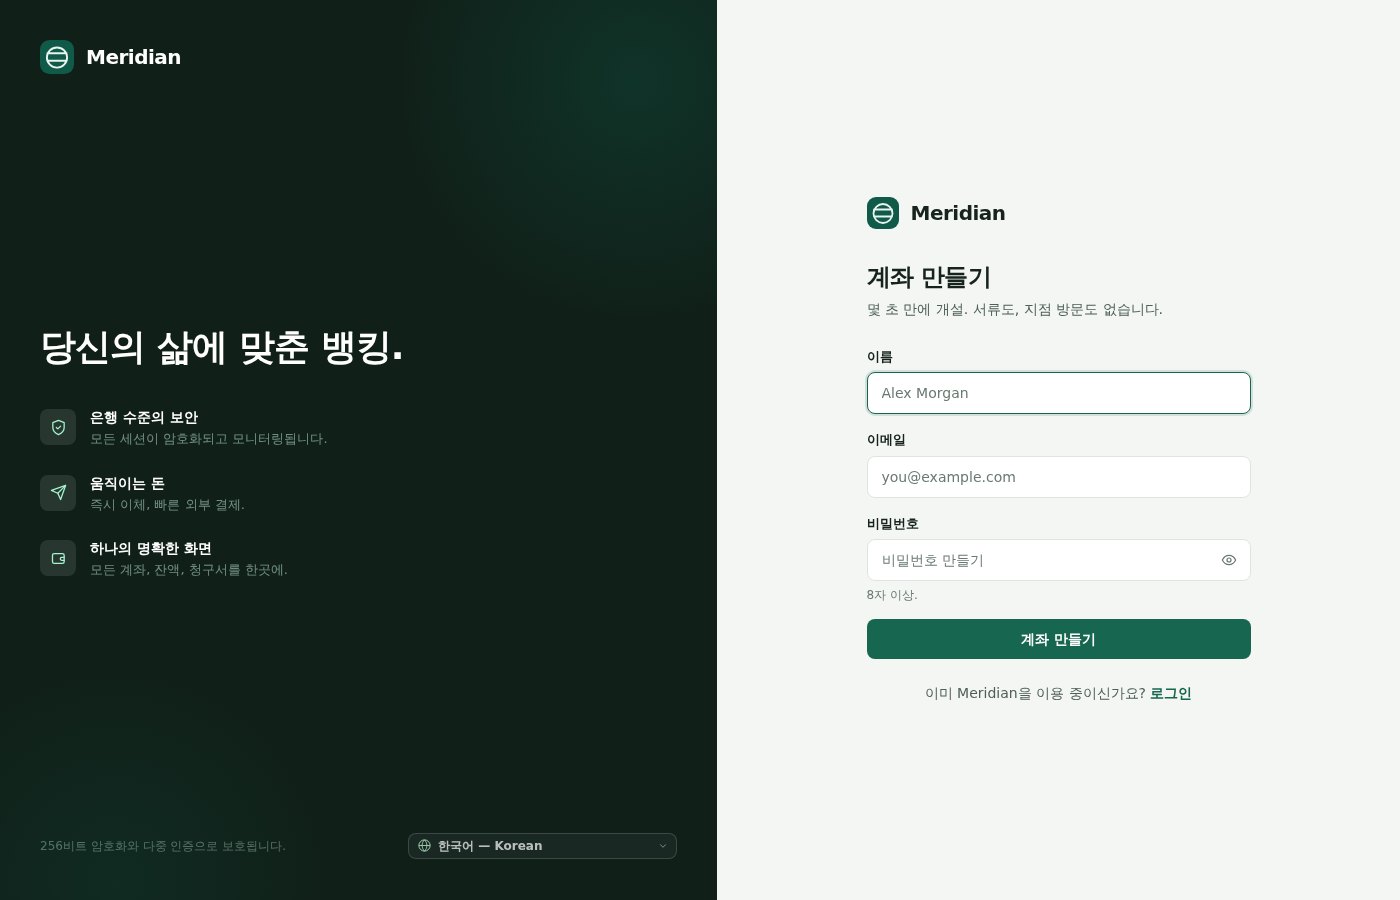 Meridian
당신의 삶에 맞춘 뱅킹.
은행 수준의 보안
모든 세션이 암호화되고 모니터링됩니다.
움직이는 돈
즉시 이체, 빠른 외부 결제.
하나의 명확한 화면
모든 계좌, 잔액, 청구서를 한곳에.
256비트 암호화와 다중 인증으로 보호됩니다.
한국어 — Korean
Meridian
계좌 만들기
몇 초 만에 개설. 서류도, 지점 방문도 없습니다.
이름
Alex Morgan
이메일
you@example.com
비밀번호
비밀번호 만들기
8자 이상.
계좌 만들기
이미 Meridian을 이용 중이신가요? 로그인